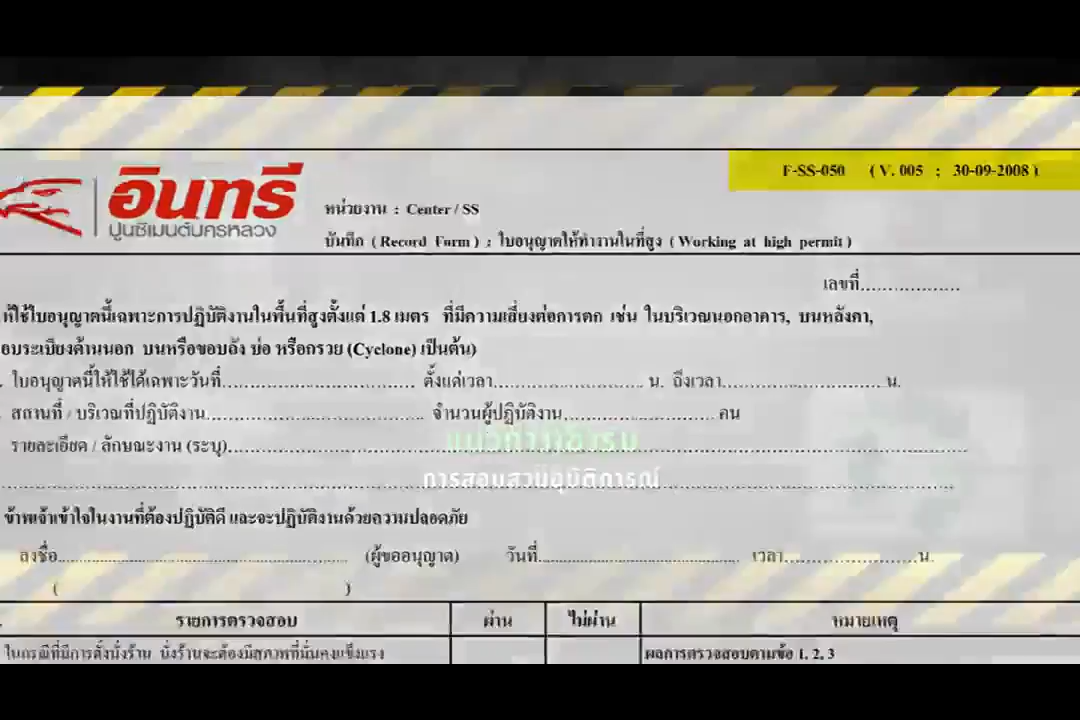 F-SS-050 ( V. 005 : 30-09-2008 )
อินทรี
ปูนซิเมนต์นครหลวง
หน่วยงาน : Center / SS
บันทึก ( Record Form ) : ใบอนุญาตให้ทำงานในที่สูง ( Working at high permit )
เลขที่..................
ให้ใช้ใบอนุญาตนี้เฉพาะการปฏิบัติงานในพื้นที่สูงตั้งแต่ 1.8 เมตร ที่มีความเสี่ยงต่อการตก เช่น ในบริเวณนอกอาคาร, บนหลังคา,
อบระเบียงด้านนอก บนหรือขอบถัง บ่อ หรือกรวย (Cyclone) เป็นต้น)
. ใบอนุญาตนี้ให้ใช้ได้เฉพาะวันที่.................................... ตั้งแต่เวลา............................ น. ถึงเวลา..............................น.
. สถานที่ / บริเวณที่ปฏิบัติงาน......................................... จำนวนผู้ปฏิบัติงาน............................ คน
รายละเอียด / ลักษณะงาน (ระบุ)......................................................
การสอบสวนอุบัติการณ์
ข้าพเจ้าเข้าใจในงานที่ต้องปฏิบัติดี และจะปฏิบัติงานด้วยความปลอดภัย
ลงชื่อ...................................................... (ผู้ขออนุญาต) วันที่..................................... เวลา........................น.
( )
รายการตรวจสอบ ผ่าน ไม่ผ่าน หมายเหตุ
ในกรณีที่มีการตั้งนั่งร้าน นั่งร้านจะต้องมีสภาพที่มั่นคงแข็งแรง ผลการตรวจสอบตามข้อ 1, 2, 3